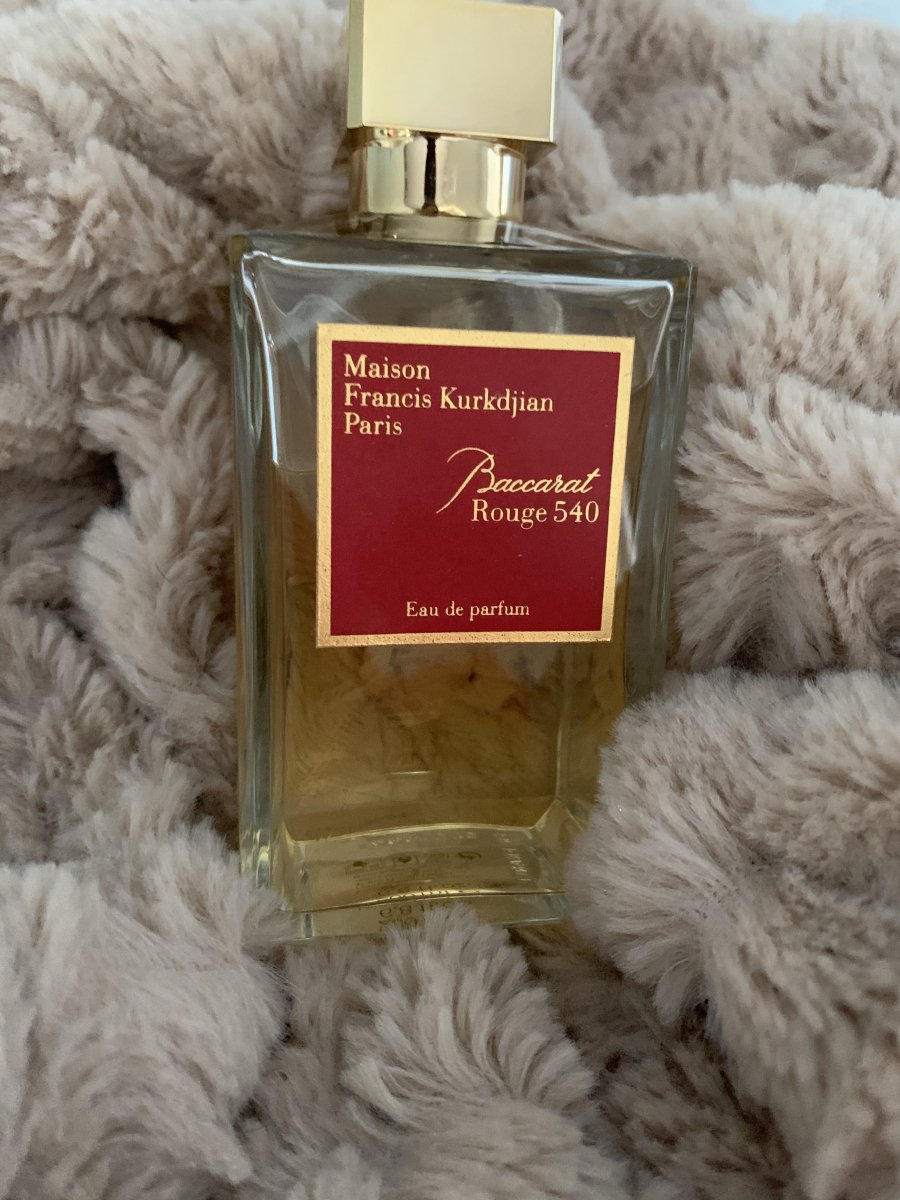 Maison
Francis Kurkdjian
Paris
Baccarat
Rouge 540
Eau de parfum